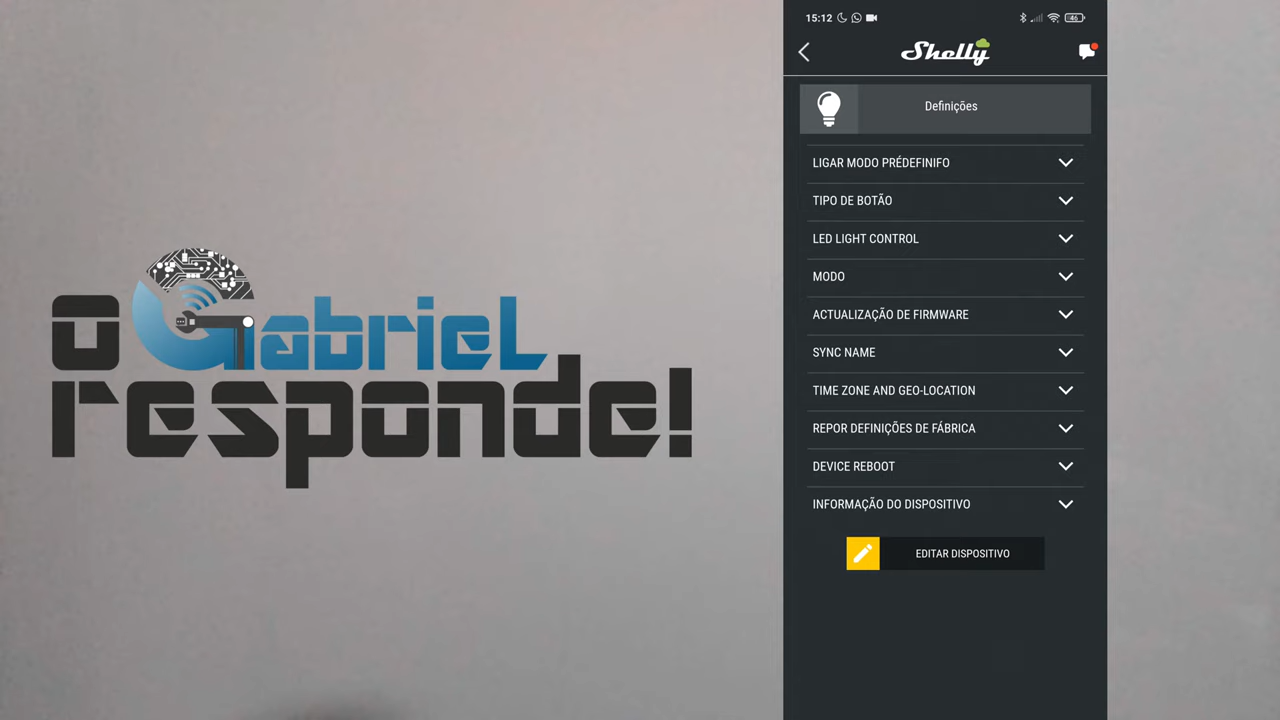 O Gabriel
responde!
15:12
46
Shelly
Definições
LIGAR MODO PRÉDEFINIFO
TIPO DE BOTÃO
LED LIGHT CONTROL
MODO
ACTUALIZAÇÃO DE FIRMWARE
SYNC NAME
TIME ZONE AND GEO-LOCATION
REPOR DEFINIÇÕES DE FÁBRICA
DEVICE REBOOT
INFORMAÇÃO DO DISPOSITIVO
EDITAR DISPOSITIVO